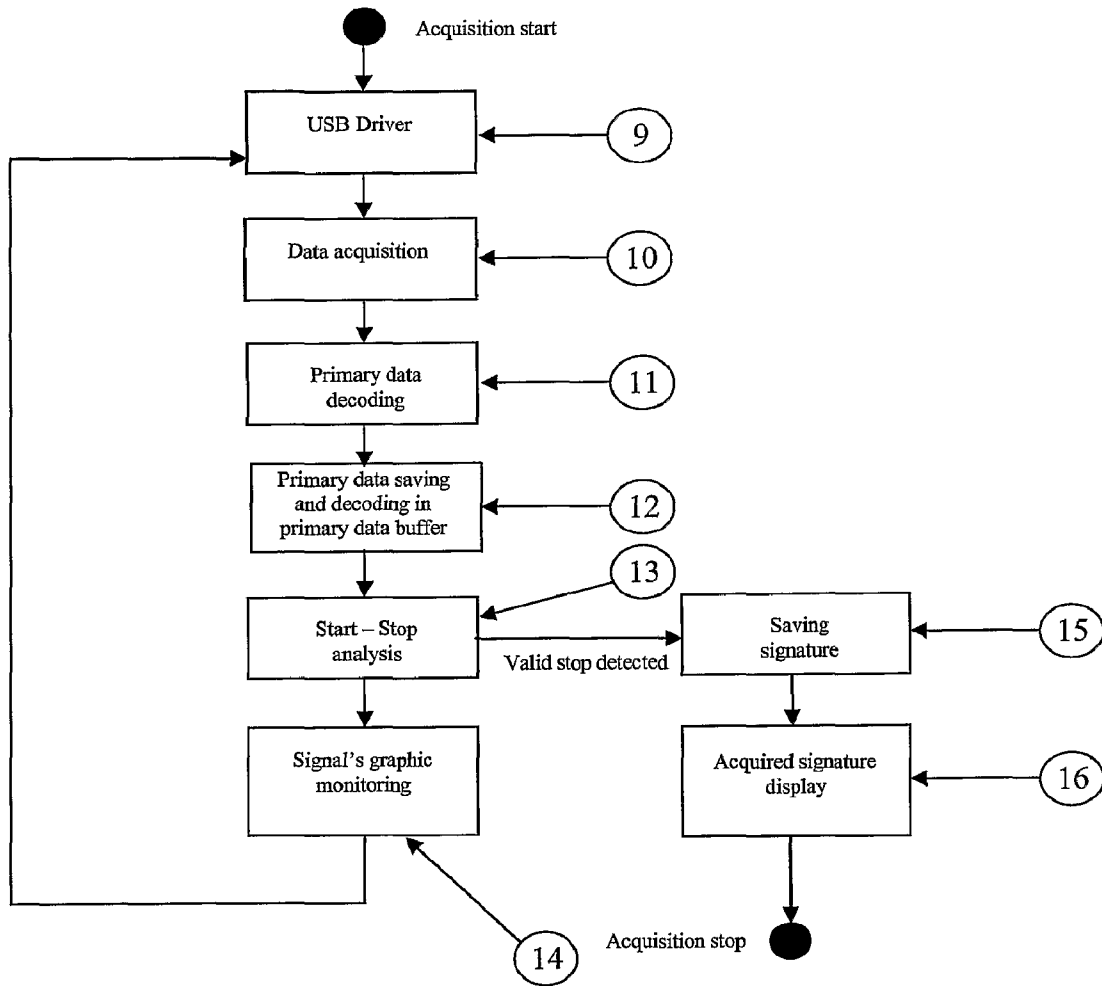 Acquisition start
USB Driver
9
Data acquisition
10
Primary data
decoding
11
Primary data saving
and decoding in
primary data buffer
12
13
Start – Stop
analysis
Valid stop detected
Saving
signature
15
Signal's graphic
monitoring
Acquired signature
display
16
14
Acquisition stop